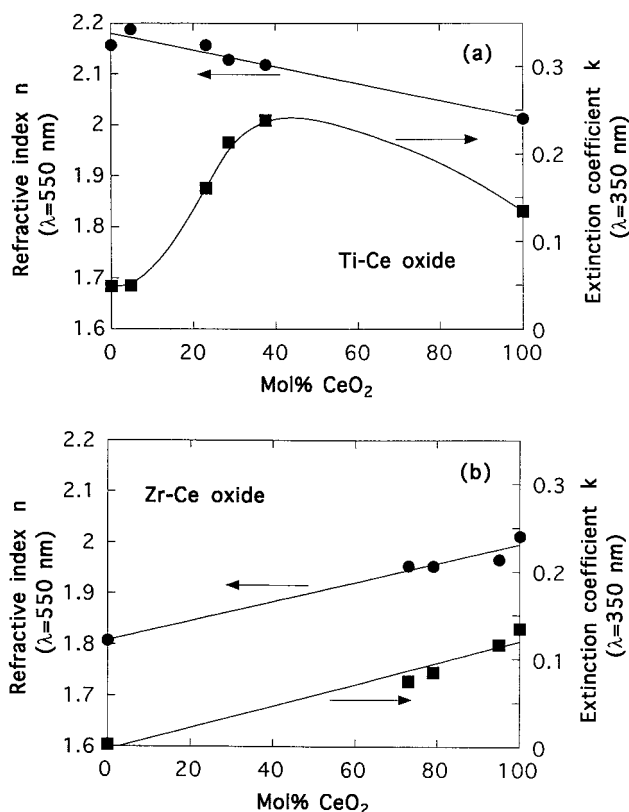 (a)
Refractive index n
(λ=550 nm)
2.2
2.1
2
1.9
1.8
1.7
1.6
0.3
0.2
0.1
0
Extinction coefficient k
(λ=350 nm)
Ti-Ce oxide
0
20
40
60
80
100
Mol% CeO₂
(b)
Zr-Ce oxide
Refractive index n
(λ=550 nm)
2.2
2.1
2
1.9
1.8
1.7
1.6
0.3
0.2
0.1
0
Extinction coefficient k
(λ=350 nm)
0
20
40
60
80
100
Mol% CeO₂